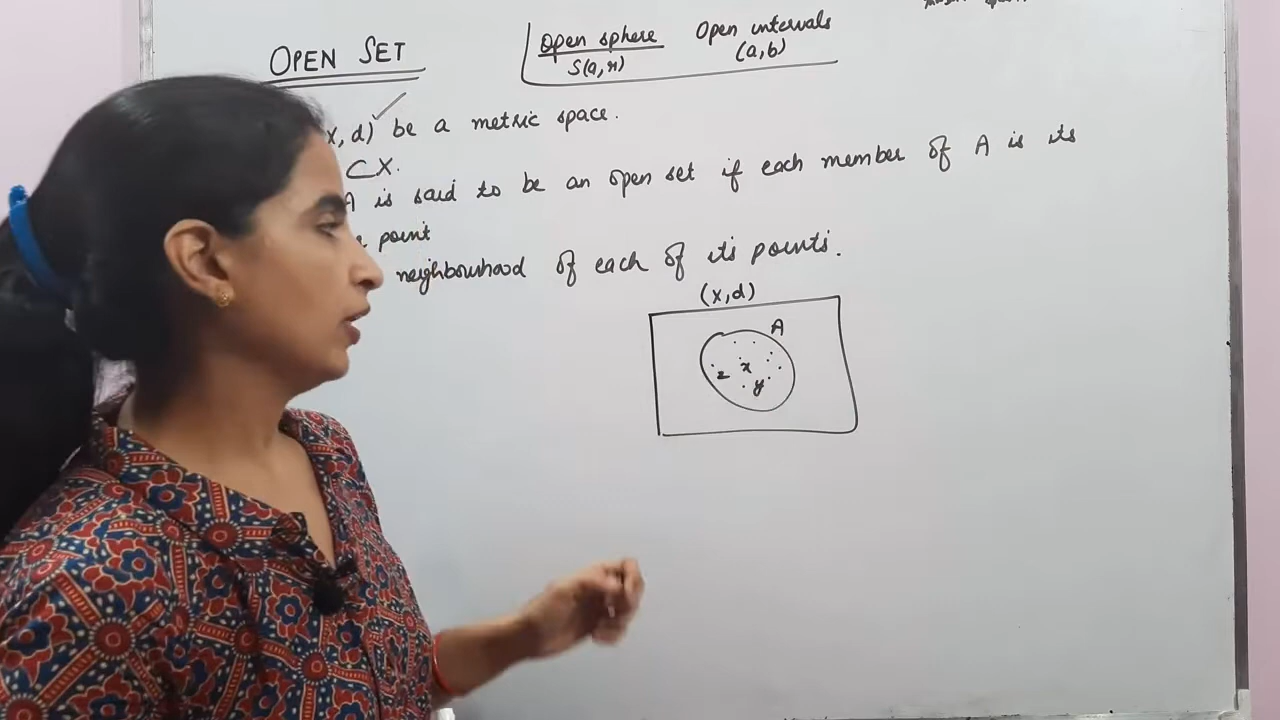 OPEN SET
Open sphere Open intervals
S(a,r) (a,b)
x,d) be a metric space.
⊂X.
A is said to be an open set if each member of A is its
point
neighbourhood of each of its points.
(x,d)
A
z x
y